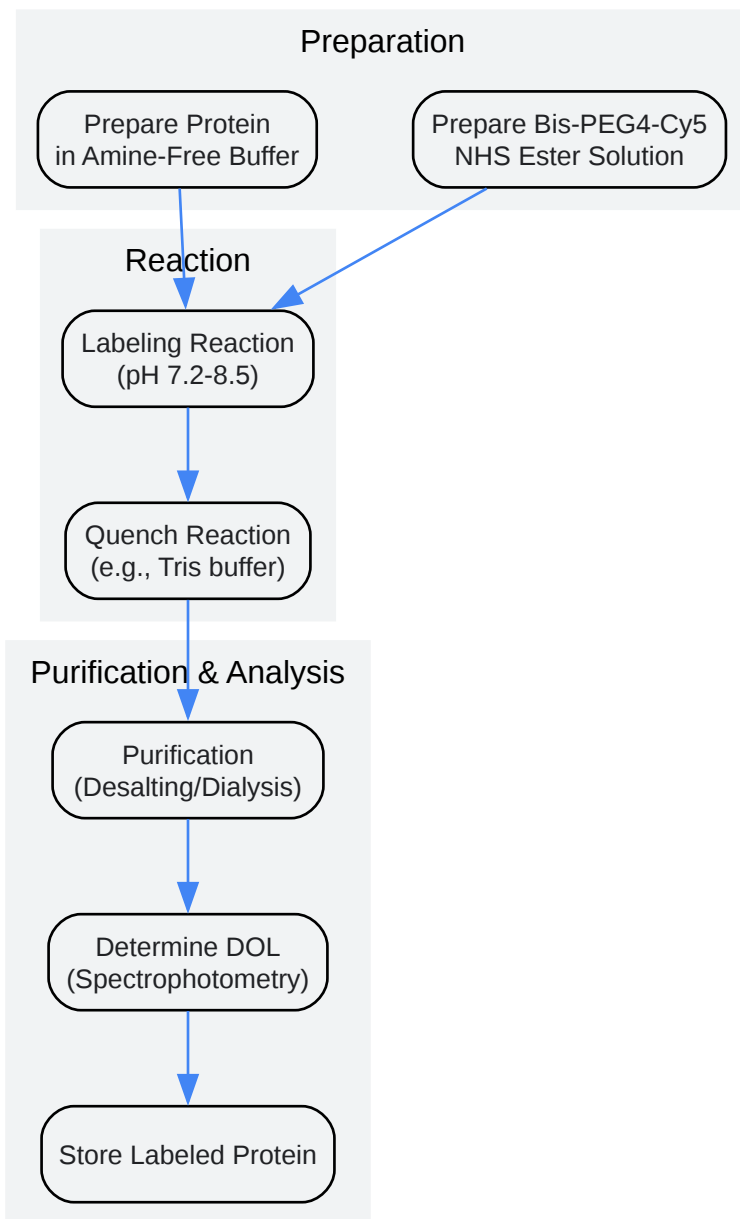 Preparation
Prepare Protein
in Amine-Free Buffer
Prepare Bis-PEG4-Cy5
NHS Ester Solution
Reaction
Labeling Reaction
(pH 7.2-8.5)
Quench Reaction
(e.g., Tris buffer)
Purification & Analysis
Purification
(Desalting/Dialysis)
Determine DOL
(Spectrophotometry)
Store Labeled Protein